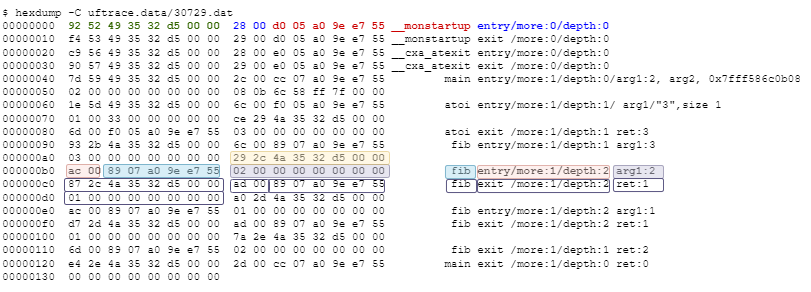 $ hexdump -C uftrace.data/30729.dat
00000000 92 52 49 35 32 d5 00 00 28 00 d0 05 a0 9e e7 55 __monstartup entry/more:0/depth:0
00000010 f4 53 49 35 32 d5 00 00 29 00 d0 05 a0 9e e7 55 __monstartup exit /more:0/depth:0
00000020 c9 56 49 35 32 d5 00 00 28 00 e0 05 a0 9e e7 55 __cxa_atexit entry/more:0/depth:0
00000030 90 57 49 35 32 d5 00 00 29 00 e0 05 a0 9e e7 55 __cxa_atexit exit /more:0/depth:0
00000040 7d 59 49 35 32 d5 00 00 2c 00 cc 07 a0 9e e7 55 main entry/more:1/depth:0/arg1:2, arg2, 0x7fff586c0b08
00000050 02 00 00 00 00 00 00 00 08 0b 6c 58 ff 7f 00 00
00000060 1e 5d 49 35 32 d5 00 00 6c 00 f0 05 a0 9e e7 55 atoi entry/more:1/depth:1/ arg1/"3",size 1
00000070 01 00 33 00 00 00 00 00 ce 29 4a 35 32 d5 00 00
00000080 6d 00 f0 05 a0 9e e7 55 03 00 00 00 00 00 00 00 atoi exit /more:1/depth:1 ret:3
00000090 93 2b 4a 35 32 d5 00 00 6c 00 89 07 a0 9e e7 55 fib entry/more:1/depth:1 arg1:3
000000a0 03 00 00 00 00 00 00 00 29 2c 4a 35 32 d5 00 00
000000b0 ac 00 89 07 a0 9e e7 55 02 00 00 00 00 00 00 00 fib entry/more:1/depth:2 arg1:2
000000c0 87 2c 4a 35 32 d5 00 00 ad 00 89 07 a0 9e e7 55 fib exit /more:1/depth:2 ret:1
000000d0 01 00 00 00 00 00 00 00 a0 2d 4a 35 32 d5 00 00
000000e0 ac 00 89 07 a0 9e e7 55 01 00 00 00 00 00 00 00 fib entry/more:1/depth:2 arg1:1
000000f0 d7 2d 4a 35 32 d5 00 00 ad 00 89 07 a0 9e e7 55 fib exit /more:1/depth:2 ret:1
00000100 01 00 00 00 00 00 00 00 7a 2e 4a 35 32 d5 00 00
00000110 6d 00 89 07 a0 9e e7 55 02 00 00 00 00 00 00 00 fib exit /more:1/depth:1 ret:2
00000120 e4 2e 4a 35 32 d5 00 00 2d 00 cc 07 a0 9e e7 55 main exit /more:1/depth:0 ret:0
00000130 00 00 00 00 00 00 00 00